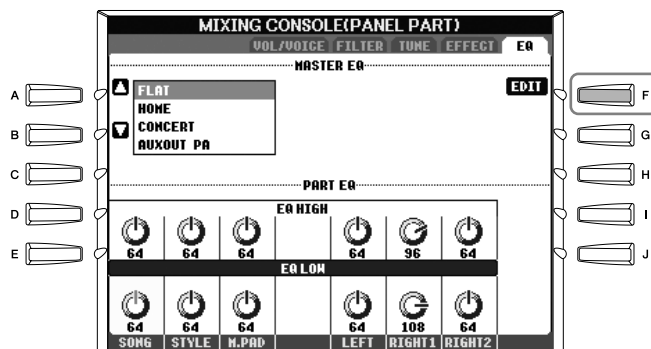 MIXING CONSOLE(PANEL PART)
VOL/VOICE FILTER TUNE EFFECT EQ
MASTER EQ
A FLAT EDIT F
HOME
B CONCERT G
AUXOUT PA
C H
PART EQ
D EQ HIGH I
64 64 64 64 96 64
E J
EQ LOW
64 64 64 64 108 64
SONG STYLE M.PAD LEFT RIGHT1 RIGHT2